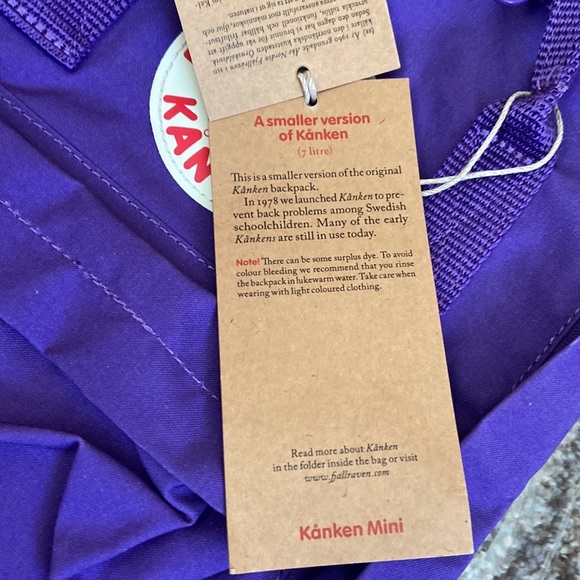 KÅN
A smaller version
of Kånken
(7 litre)
This is a smaller version of the original
Kånken backpack.
In 1978 we launched Kånken to pre-
vent back problems among Swedish
schoolchildren. Many of the early
Kånkens are still in use today.
Note! There can be some surplus dye. To avoid
colour bleeding we recommend that you rinse
the backpack in lukewarm water. Take care when
wearing with light coloured clothing.
Read more about Kånken
in the folder inside the bag or visit
www.fjallraven.com
Kånken Mini